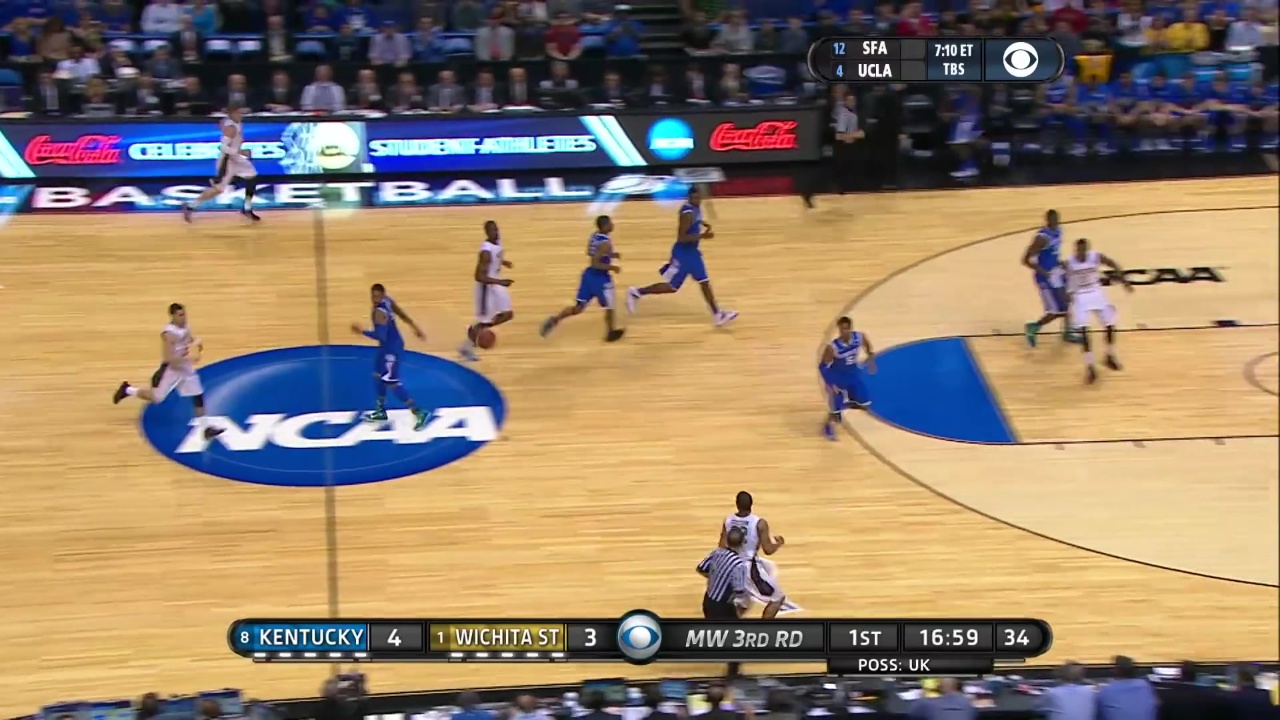 12 SFA 7:10 ET
4 UCLA TBS
Coca-Cola CELEBRATES STUDENT-ATHLETES NCAA Coca-Cola
BASKETBALL
NCAA
NCAA
8 KENTUCKY 4 1 WICHITA ST 3 MW 3RD RD 1ST 16:59 34
POSS: UK